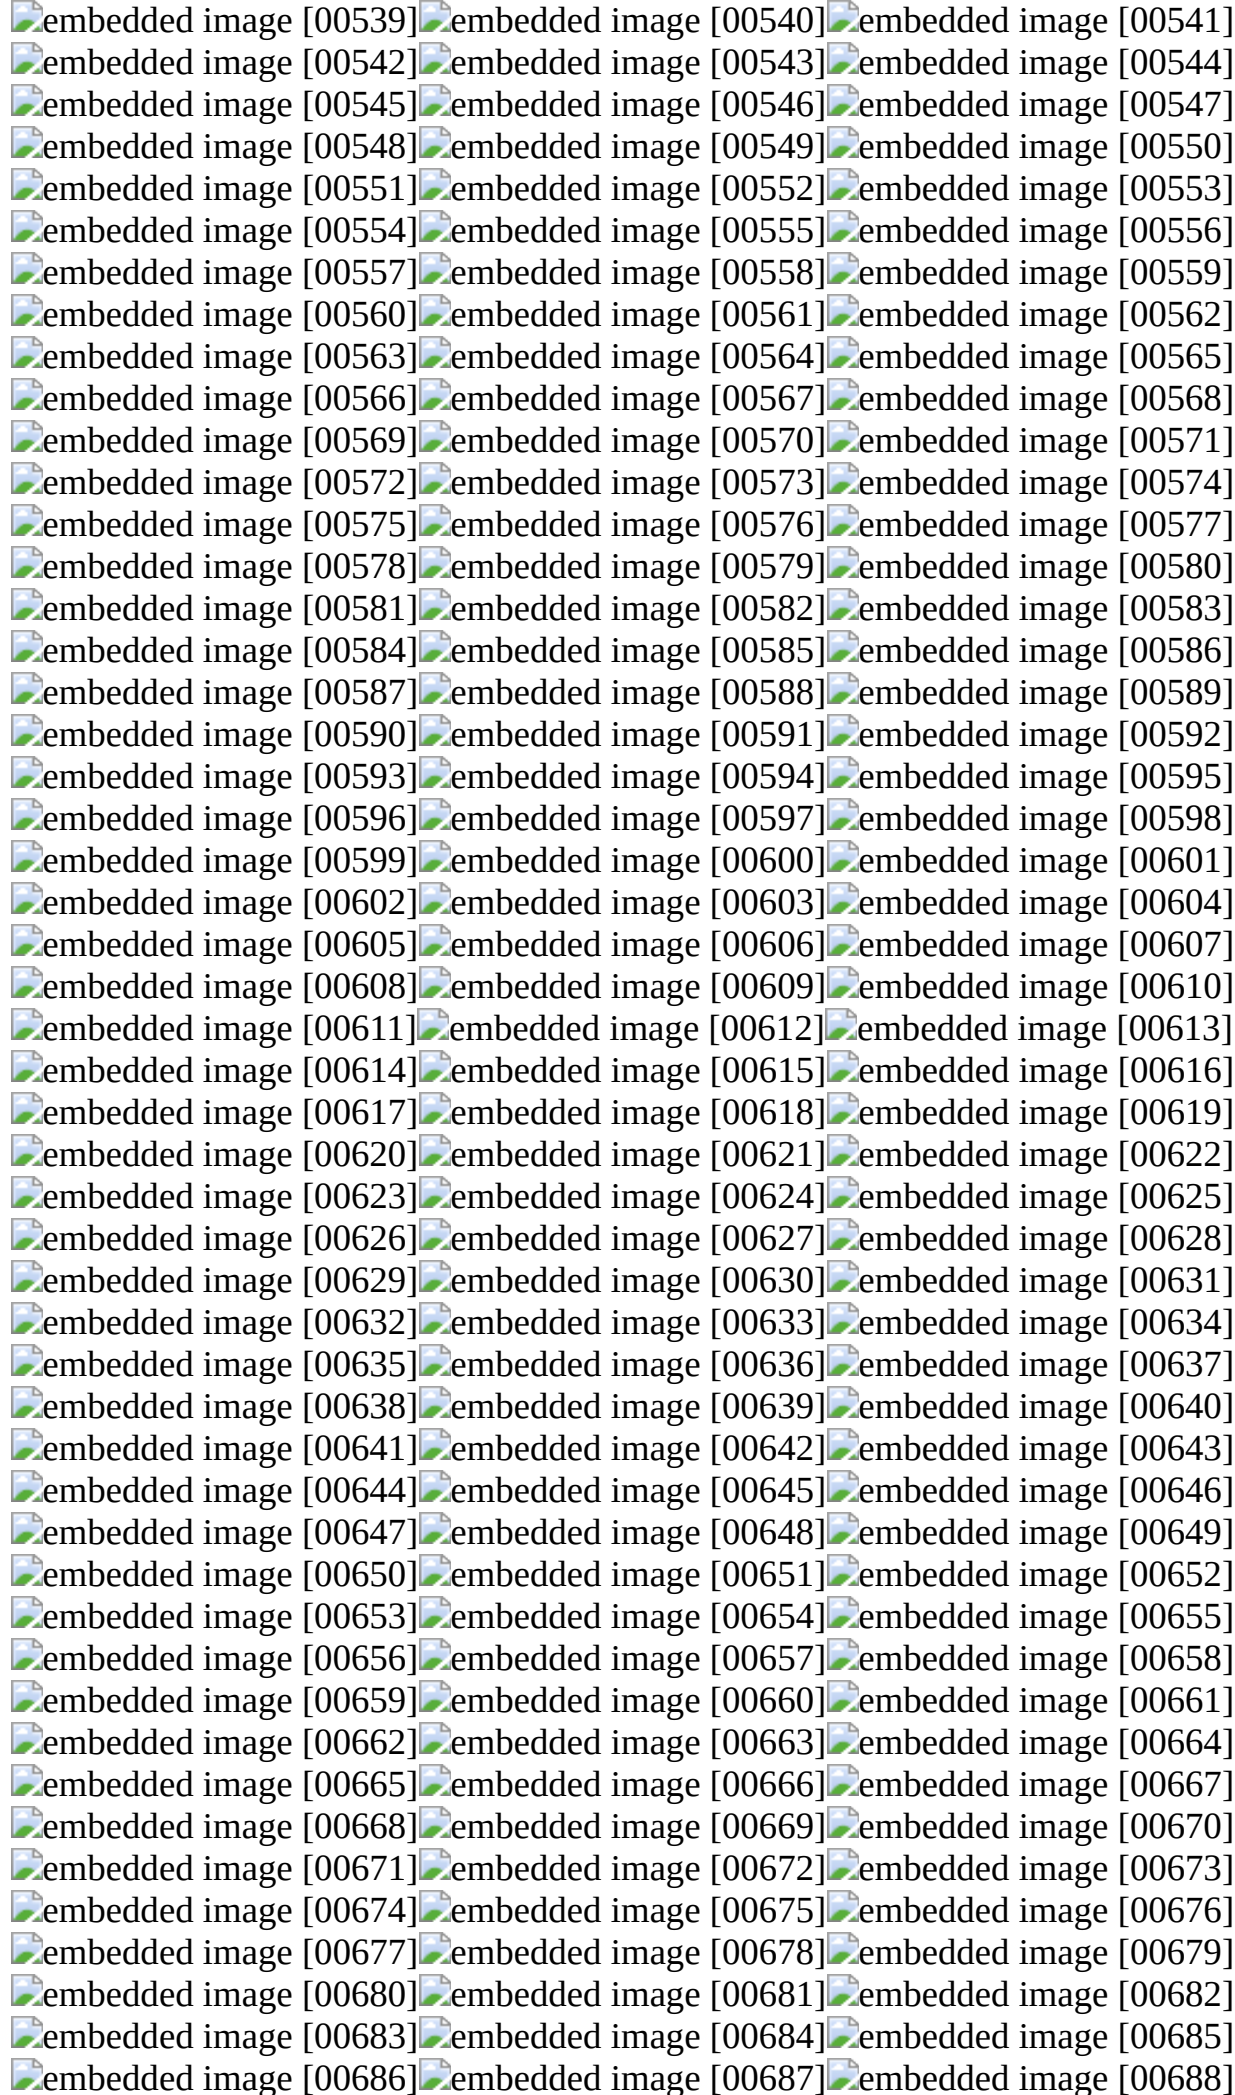 embedded image [00539]embedded image [00540]embedded image [00541]
embedded image [00542]embedded image [00543]embedded image [00544]
embedded image [00545]embedded image [00546]embedded image [00547]
embedded image [00548]embedded image [00549]embedded image [00550]
embedded image [00551]embedded image [00552]embedded image [00553]
embedded image [00554]embedded image [00555]embedded image [00556]
embedded image [00557]embedded image [00558]embedded image [00559]
embedded image [00560]embedded image [00561]embedded image [00562]
embedded image [00563]embedded image [00564]embedded image [00565]
embedded image [00566]embedded image [00567]embedded image [00568]
embedded image [00569]embedded image [00570]embedded image [00571]
embedded image [00572]embedded image [00573]embedded image [00574]
embedded image [00575]embedded image [00576]embedded image [00577]
embedded image [00578]embedded image [00579]embedded image [00580]
embedded image [00581]embedded image [00582]embedded image [00583]
embedded image [00584]embedded image [00585]embedded image [00586]
embedded image [00587]embedded image [00588]embedded image [00589]
embedded image [00590]embedded image [00591]embedded image [00592]
embedded image [00593]embedded image [00594]embedded image [00595]
embedded image [00596]embedded image [00597]embedded image [00598]
embedded image [00599]embedded image [00600]embedded image [00601]
embedded image [00602]embedded image [00603]embedded image [00604]
embedded image [00605]embedded image [00606]embedded image [00607]
embedded image [00608]embedded image [00609]embedded image [00610]
embedded image [00611]embedded image [00612]embedded image [00613]
embedded image [00614]embedded image [00615]embedded image [00616]
embedded image [00617]embedded image [00618]embedded image [00619]
embedded image [00620]embedded image [00621]embedded image [00622]
embedded image [00623]embedded image [00624]embedded image [00625]
embedded image [00626]embedded image [00627]embedded image [00628]
embedded image [00629]embedded image [00630]embedded image [00631]
embedded image [00632]embedded image [00633]embedded image [00634]
embedded image [00635]embedded image [00636]embedded image [00637]
embedded image [00638]embedded image [00639]embedded image [00640]
embedded image [00641]embedded image [00642]embedded image [00643]
embedded image [00644]embedded image [00645]embedded image [00646]
embedded image [00647]embedded image [00648]embedded image [00649]
embedded image [00650]embedded image [00651]embedded image [00652]
embedded image [00653]embedded image [00654]embedded image [00655]
embedded image [00656]embedded image [00657]embedded image [00658]
embedded image [00659]embedded image [00660]embedded image [00661]
embedded image [00662]embedded image [00663]embedded image [00664]
embedded image [00665]embedded image [00666]embedded image [00667]
embedded image [00668]embedded image [00669]embedded image [00670]
embedded image [00671]embedded image [00672]embedded image [00673]
embedded image [00674]embedded image [00675]embedded image [00676]
embedded image [00677]embedded image [00678]embedded image [00679]
embedded image [00680]embedded image [00681]embedded image [00682]
embedded image [00683]embedded image [00684]embedded image [00685]
embedded image [00686]embedded image [00687]embedded image [00688]